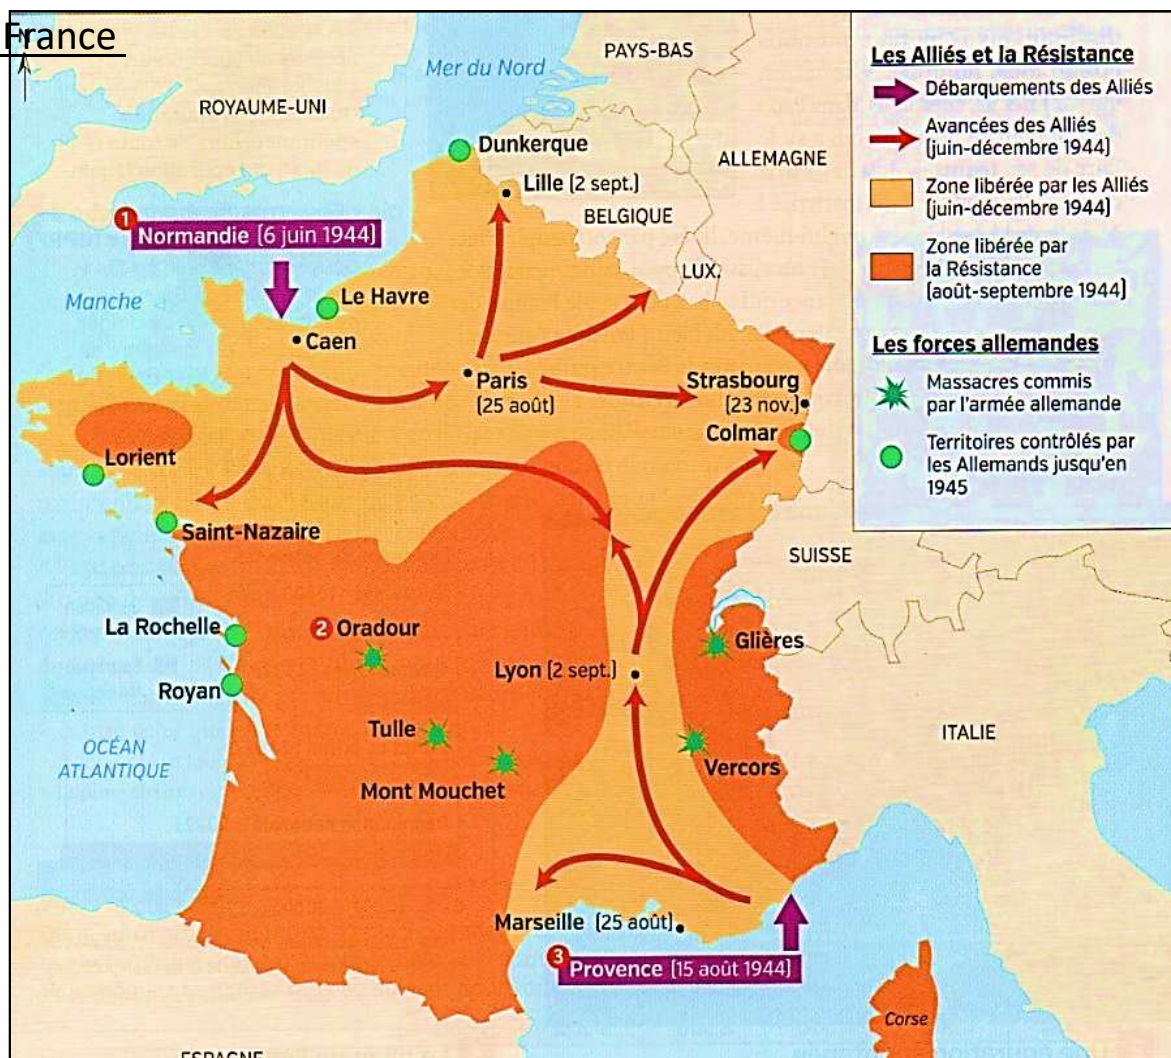 France
N
Mer du Nord
PAYS-BAS
ROYAUME-UNI
Dunkerque
ALLEMAGNE
Lille (2 sept.)
BELGIQUE
1
Normandie (6 juin 1944)
LUX.
Manche
Le Havre
Caen
Paris
(25 août)
Strasbourg
(23 nov.)
Colmar
Lorient
Saint-Nazaire
SUISSE
La Rochelle
2 Oradour
Glières
Lyon (2 sept.)
Royan
Tulle
ITALIE
OCÉAN
ATLANTIQUE
Vercors
Mont Mouchet
Marseille (25 août)
3
Provence (15 août 1944)
Corse
ESPAGNE
Les Alliés et la Résistance
Débarquements des Alliés
Avancées des Alliés
(juin-décembre 1944)
Zone libérée par les Alliés
(juin-décembre 1944)
Zone libérée par
la Résistance
(août-septembre 1944)
Les forces allemandes
Massacres commis
par l'armée allemande
Territoires contrôlés par
les Allemands jusqu'en
1945